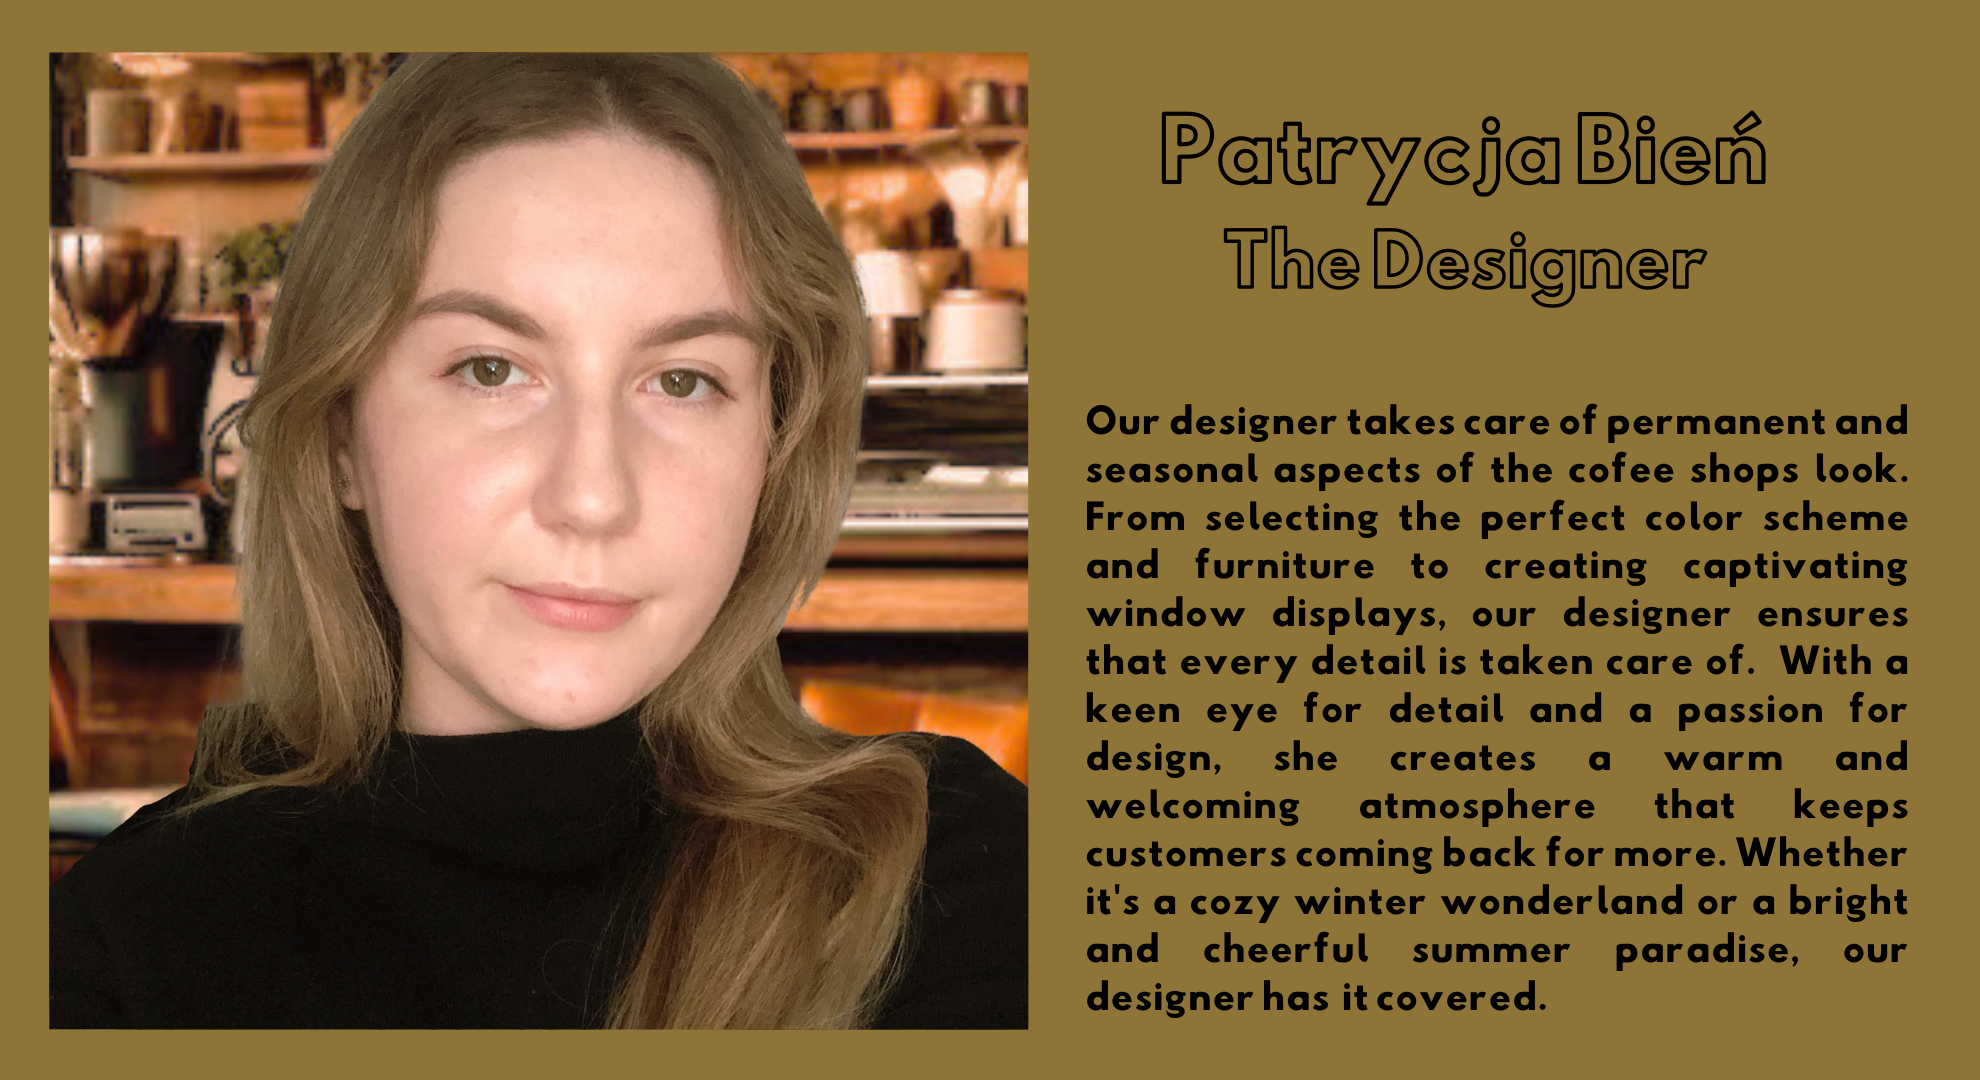 Patrycja Bień
The Designer
Our designer takes care of permanent and
seasonal aspects of the cofee shops look.
From selecting the perfect color scheme
and furniture to creating captivating
window displays, our designer ensures
that every detail is taken care of.  With a
keen eye for detail and a passion for
design, she creates a warm and
welcoming atmosphere that keeps
customers coming back for more. Whether
it's a cozy winter wonderland or a bright
and cheerful summer paradise, our
designer has it covered.